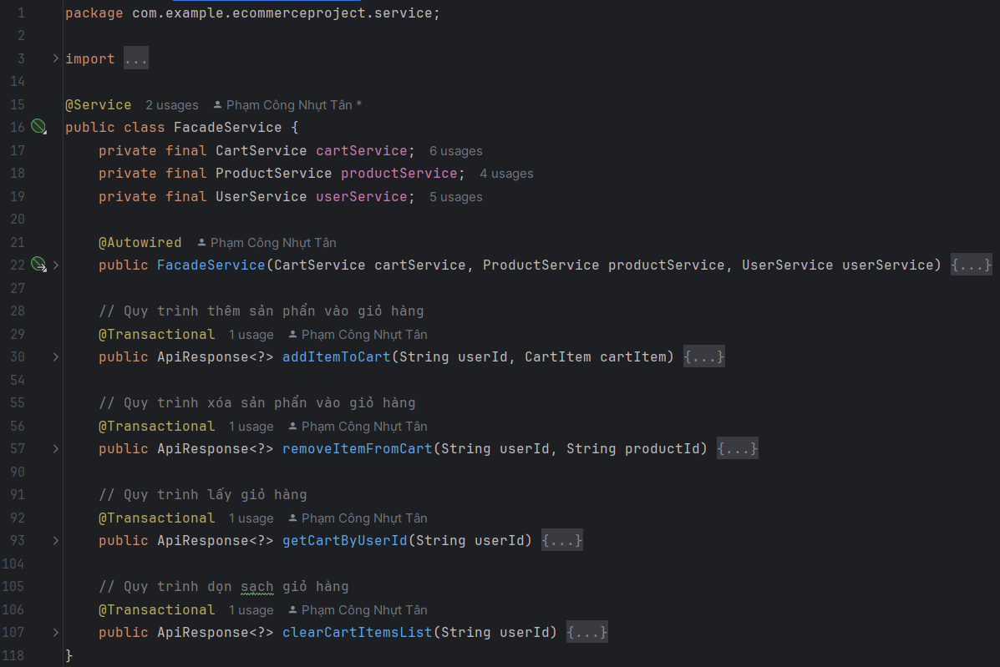 1 package com.example.ecommerceproject.service;
2
3 import ...
14
15 @Service 2 usages Phạm Công Nhựt Tân *
16 public class FacadeService {
17 private final CartService cartService; 6 usages
18 private final ProductService productService; 4 usages
19 private final UserService userService; 5 usages
20
21 @Autowired Phạm Công Nhựt Tân
22 public FacadeService(CartService cartService, ProductService productService, UserService userService) {...}
27
28 // Quy trình thêm sản phẩn vào giỏ hàng
29 @Transactional 1 usage Phạm Công Nhựt Tân
30 public ApiResponse<?> addItemToCart(String userId, CartItem cartItem) {...}
54
55 // Quy trình xóa sản phẩn vào giỏ hàng
56 @Transactional 1 usage Phạm Công Nhựt Tân
57 public ApiResponse<?> removeItemFromCart(String userId, String productId) {...}
90
91 // Quy trình lấy giỏ hàng
92 @Transactional 1 usage Phạm Công Nhựt Tân
93 public ApiResponse<?> getCartByUserId(String userId) {...}
104
105 // Quy trình dọn sạch giỏ hàng
106 @Transactional 1 usage Phạm Công Nhựt Tân
107 public ApiResponse<?> clearCartItemsList(String userId) {...}
118 }